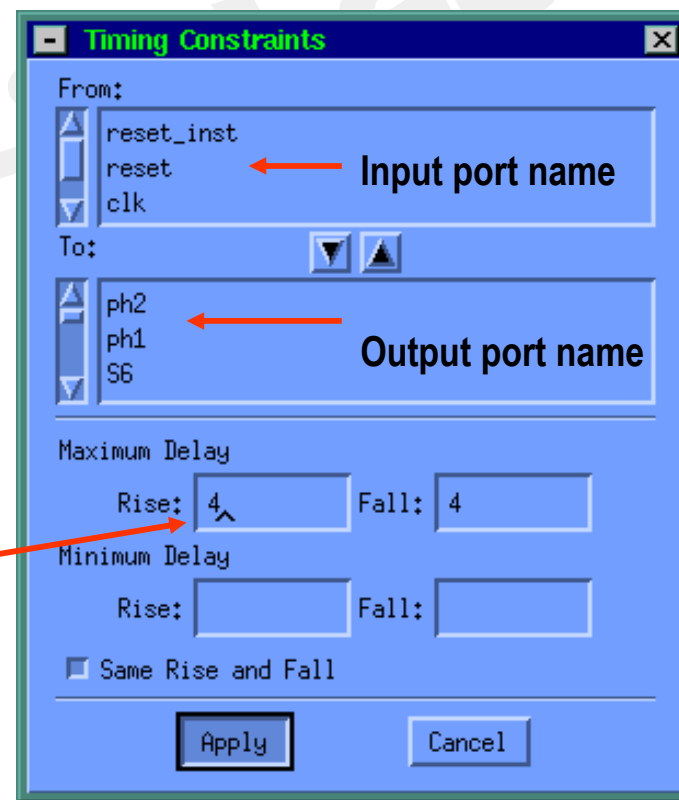 Timing Constraints
From:
reset_inst
reset
clk
Input port name
To:
ph2
ph1
S6
Output port name
Maximum Delay
Rise: 4 Fall: 4
Minimum Delay
Rise: Fall:
Same Rise and Fall
Apply Cancel